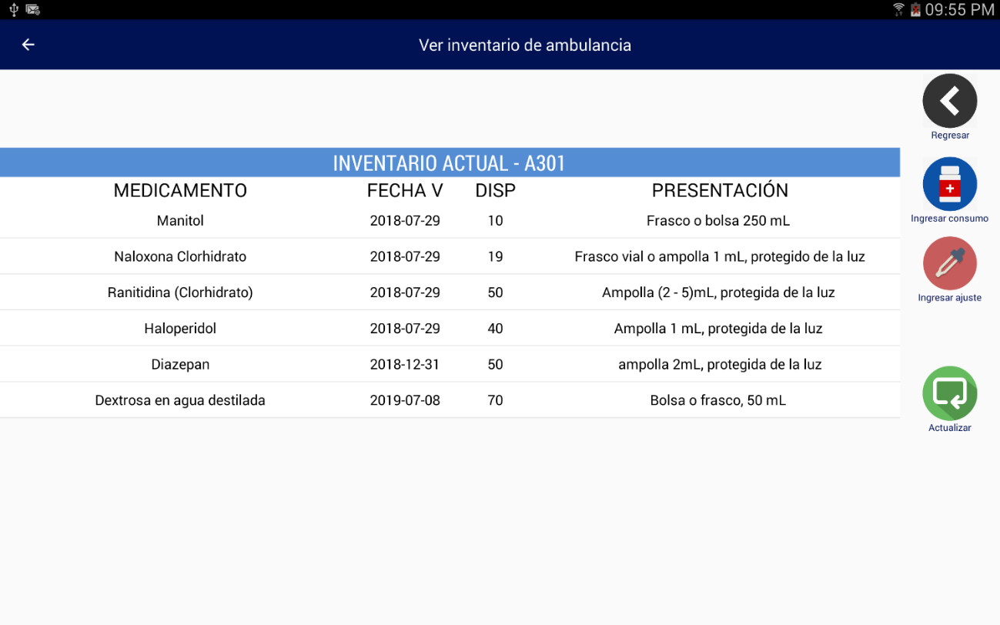 09:55 PM
Ver inventario de ambulancia
Regresar
INVENTARIO ACTUAL - A301
MEDICAMENTO FECHA V DISP PRESENTACIÓN
Manitol 2018-07-29 10 Frasco o bolsa 250 mL
Ingresar consumo
Naloxona Clorhidrato 2018-07-29 19 Frasco vial o ampolla 1 mL, protegido de la luz
Ranitidina (Clorhidrato) 2018-07-29 50 Ampolla (2 - 5)mL, protegida de la luz
Ingresar ajuste
Haloperidol 2018-07-29 40 Ampolla 1 mL, protegida de la luz
Diazepan 2018-12-31 50 ampolla 2mL, protegida de la luz
Dextrosa en agua destilada 2019-07-08 70 Bolsa o frasco, 50 mL
Actualizar